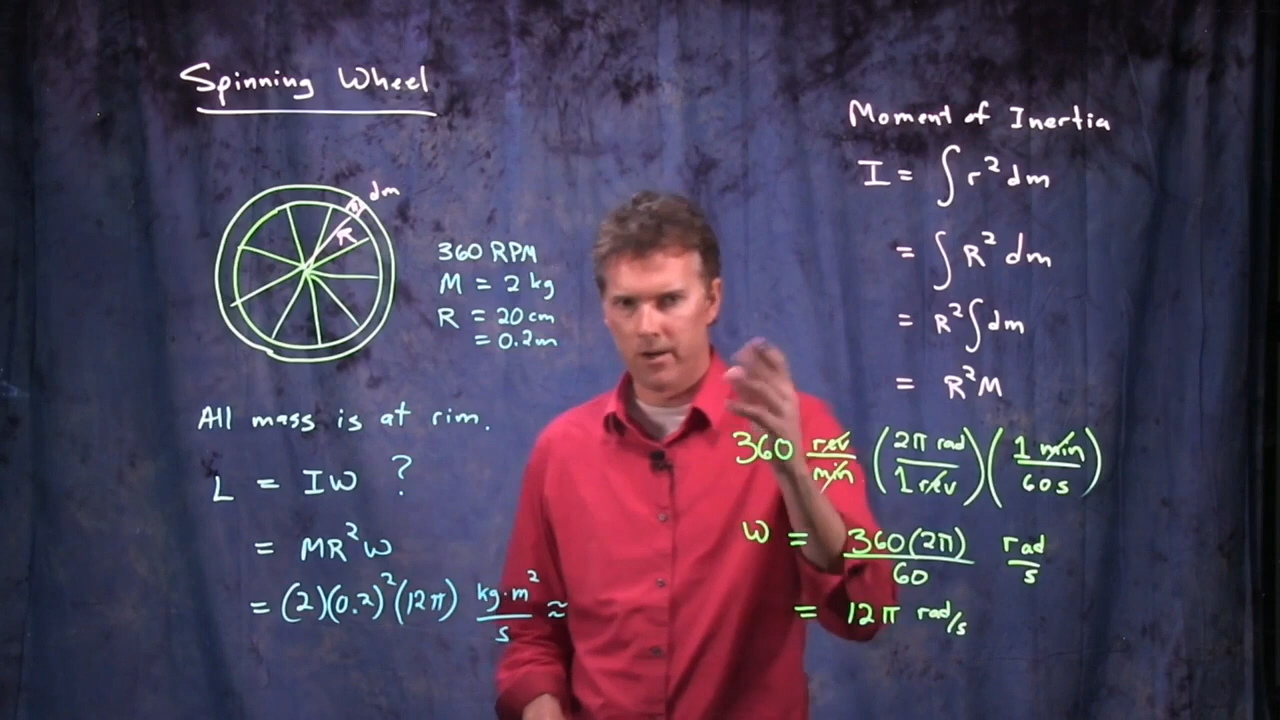 Spinning Wheel
dm
R
360 RPM
M = 2 kg
R = 20 cm
= 0.2m
All mass is at rim.
L = Iω ?
= MR²ω
= (2)(0.2)²(12π) kg·m²/s ≈
Moment of Inertia
I = ∫ r² dm
= ∫ R² dm
= R² ∫ dm
= R²M
360 rev/min (2π rad/1 rev)(1 min/60s)
ω = 360(2π)/60 rad/s
= 12π rad/s